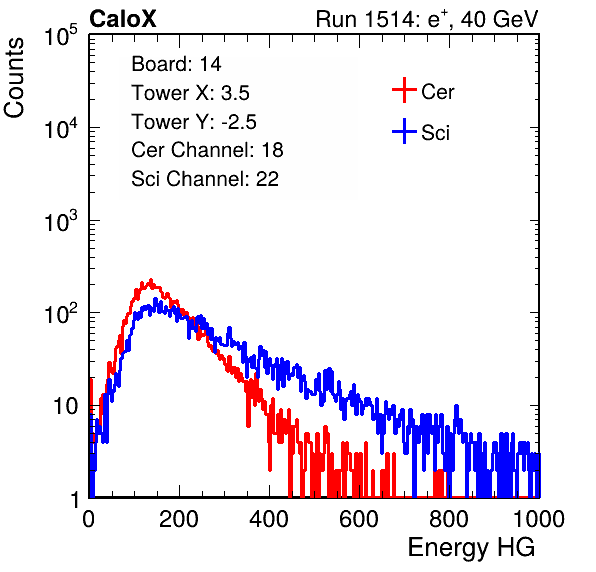 CaloX Run 1514: e⁺, 40 GeV
Counts
10⁵
10⁴
10³
10²
10
1
Board: 14
Tower X: 3.5
Tower Y: -2.5
Cer Channel: 18
Sci Channel: 22
Cer
Sci
0 200 400 600 800 1000
Energy HG